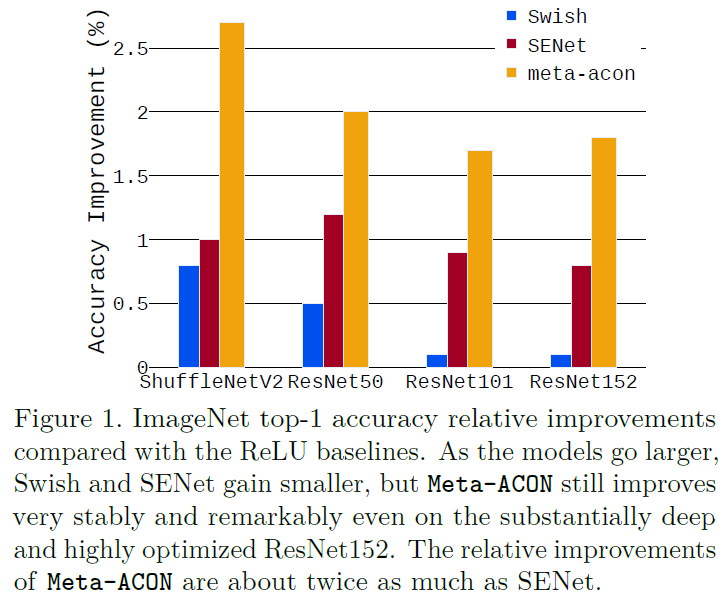 Swish
SENet
meta-acon
Accuracy Improvement (%)
2.5
2
1.5
1
0.5
0
ShuffleNetV2 ResNet50 ResNet101 ResNet152
Figure 1. ImageNet top-1 accuracy relative improvements
compared with the ReLU baselines. As the models go larger,
Swish and SENet gain smaller, but Meta-ACON still improves
very stably and remarkably even on the substantially deep
and highly optimized ResNet152. The relative improvements
of Meta-ACON are about twice as much as SENet.